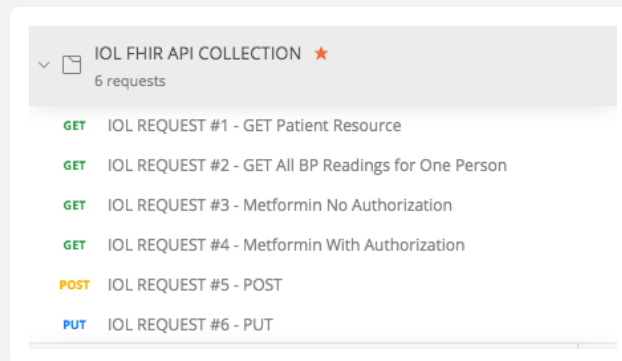 IOL FHIR API COLLECTION
6 requests
GET IOL REQUEST #1 - GET Patient Resource
GET IOL REQUEST #2 - GET All BP Readings for One Person
GET IOL REQUEST #3 - Metformin No Authorization
GET IOL REQUEST #4 - Metformin With Authorization
POST IOL REQUEST #5 - POST
PUT IOL REQUEST #6 - PUT